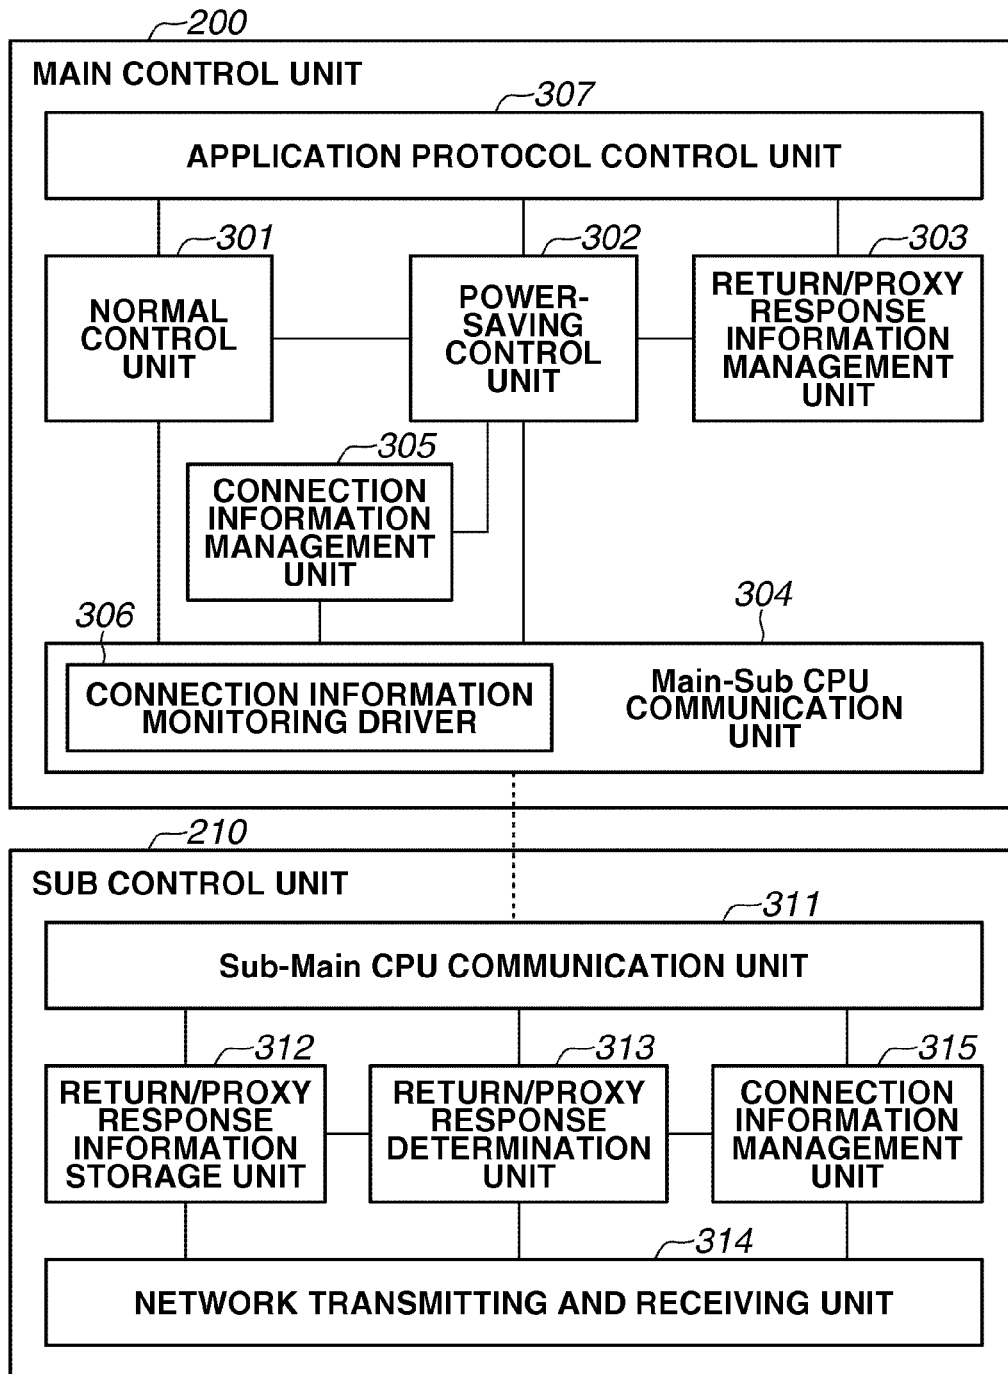 200
MAIN CONTROL UNIT
307
APPLICATION PROTOCOL CONTROL UNIT
301
NORMAL
CONTROL
UNIT
302
POWER-
SAVING
CONTROL
UNIT
303
RETURN/PROXY
RESPONSE
INFORMATION
MANAGEMENT
UNIT
305
CONNECTION
INFORMATION
MANAGEMENT
UNIT
306
CONNECTION INFORMATION
MONITORING DRIVER
304
Main-Sub CPU
COMMUNICATION
UNIT
210
SUB CONTROL UNIT
311
Sub-Main CPU COMMUNICATION UNIT
312
RETURN/PROXY
RESPONSE
INFORMATION
STORAGE UNIT
313
RETURN/PROXY
RESPONSE
DETERMINATION
UNIT
315
CONNECTION
INFORMATION
MANAGEMENT
UNIT
314
NETWORK TRANSMITTING AND RECEIVING UNIT